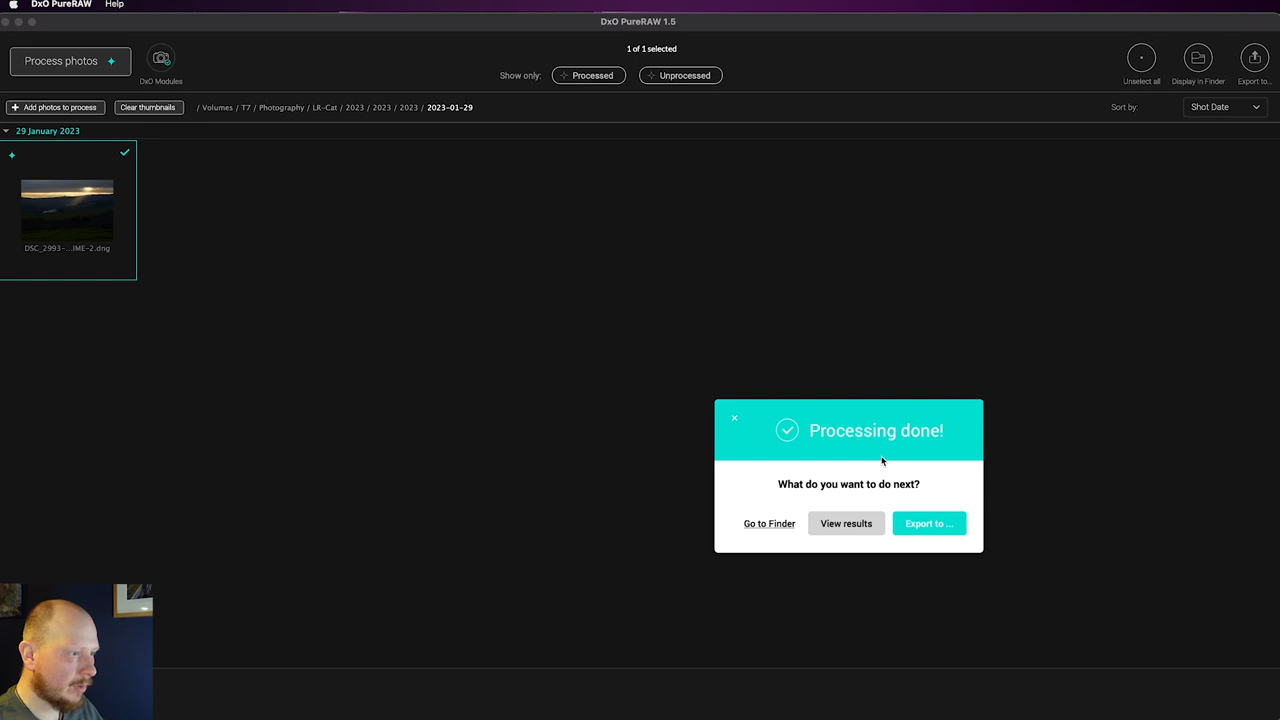 DxO PureRAW Help
DxO PureRAW 1.5
Process photos
DxO Modules
1 of 1 selected
Show only: Processed Unprocessed
Unselect all
Display in Finder
Export to...
+ Add photos to process
Clear thumbnails
/ Volumes / T7 / Photography / LR-Cat / 2023 / 2023 / 2023 / 2023-01-29
Sort by: Shot Date
29 January 2023
DSC_2993-...IME-2.dng
Processing done!
What do you want to do next?
Go to Finder View results Export to ...